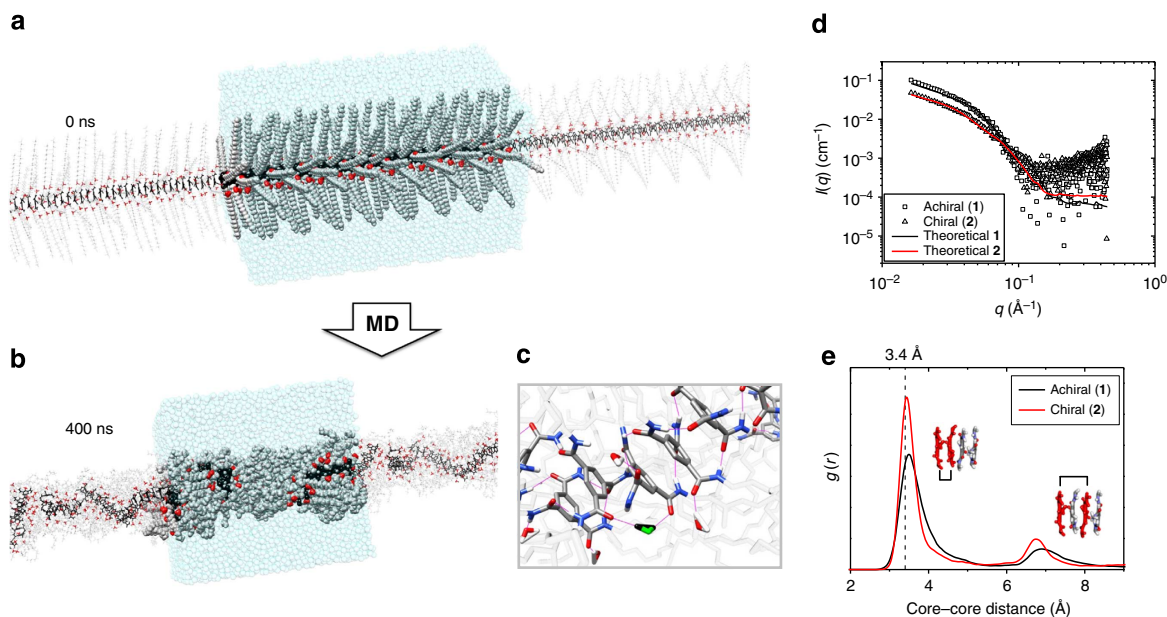 a
0 ns
MD
b
400 ns
c
d
10⁻¹
10⁻²
10⁻³
10⁻⁴
10⁻⁵
I(q) (cm⁻¹)
Achiral (1)
Chiral (2)
Theoretical 1
Theoretical 2
10⁻²
10⁻¹
10⁰
q (Å⁻¹)
e
3.4 Å
Achiral (1)
Chiral (2)
g(r)
2 4 6 8
Core–core distance (Å)